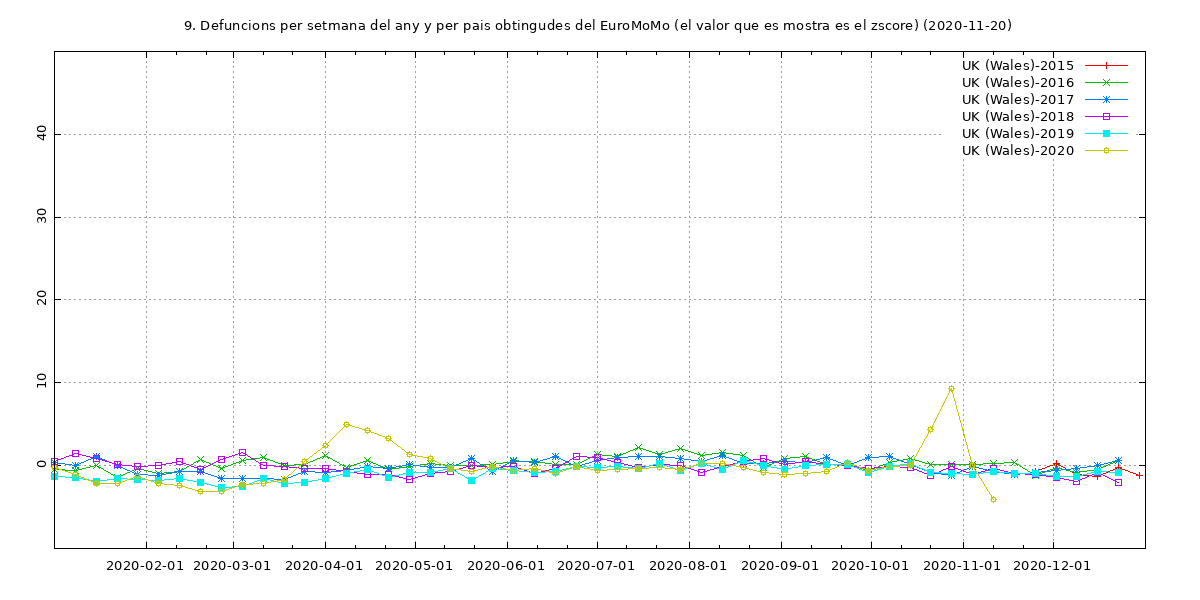 9. Defuncions per setmana del any y per pais obtingudes del EuroMoMo (el valor que es mostra es el zscore) (2020-11-20)
UK (Wales)-2015
UK (Wales)-2016
UK (Wales)-2017
UK (Wales)-2018
UK (Wales)-2019
UK (Wales)-2020
40
30
20
10
0
2020-02-01 2020-03-01 2020-04-01 2020-05-01 2020-06-01 2020-07-01 2020-08-01 2020-09-01 2020-10-01 2020-11-01 2020-12-01